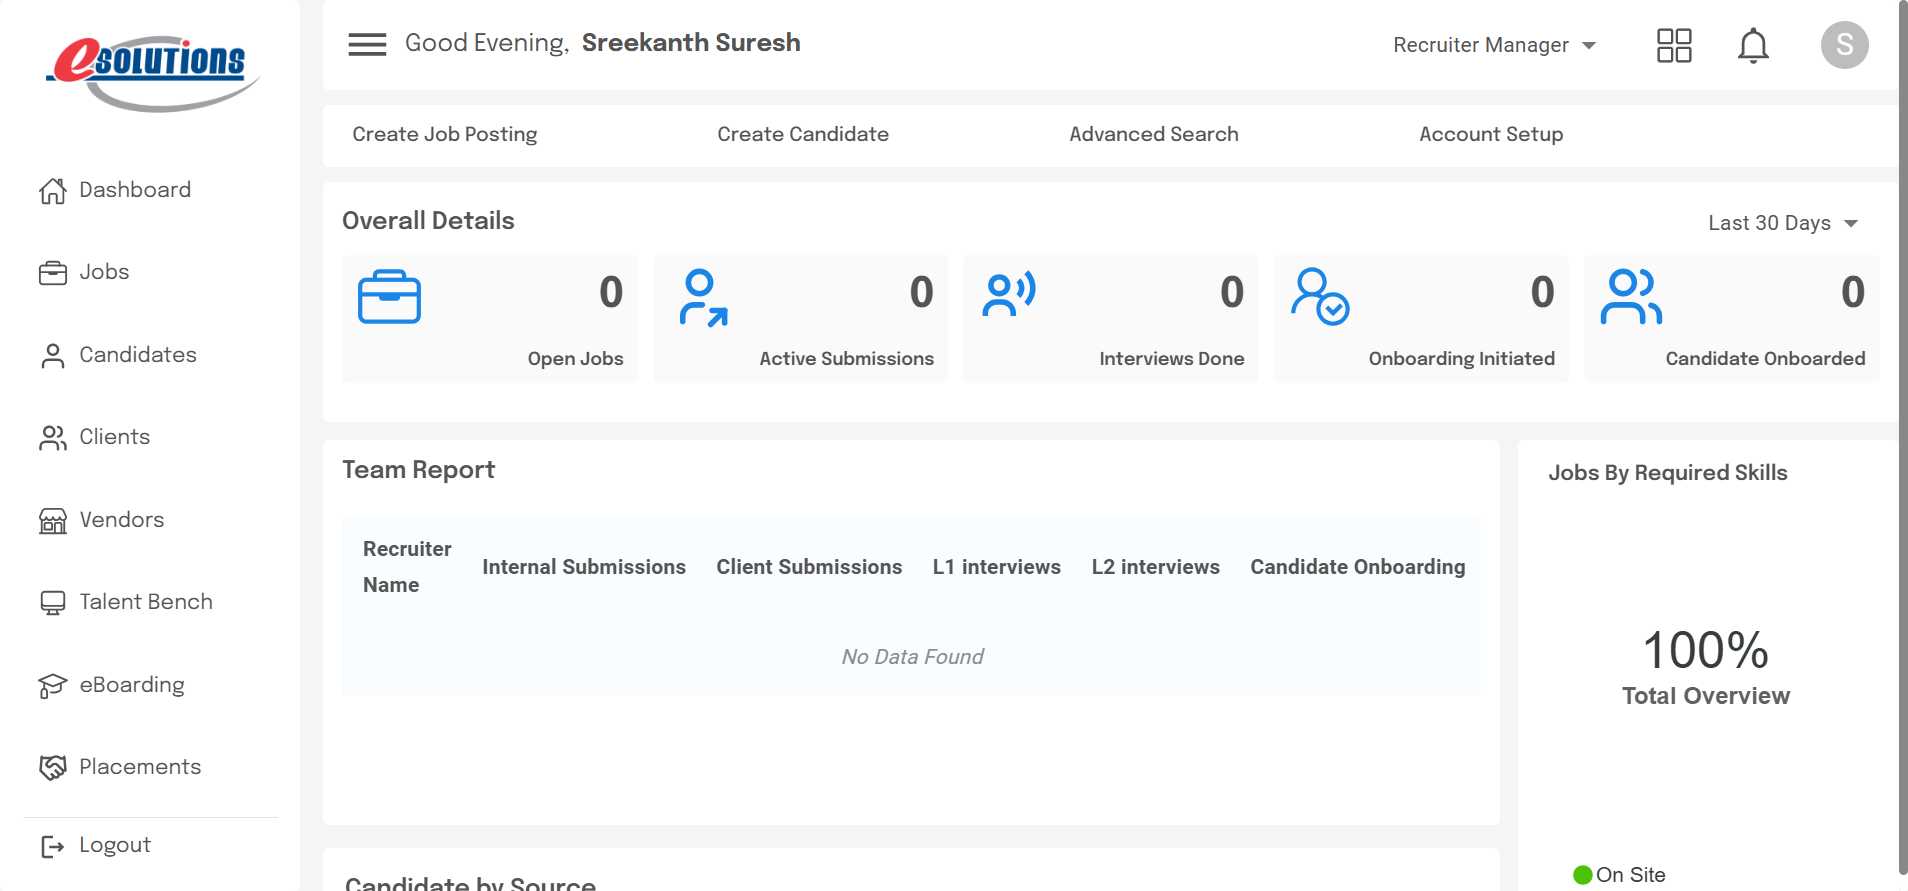 eSOLUTIONS
Dashboard
Jobs
Candidates
Clients
Vendors
Talent Bench
eBoarding
Placements
Logout
Good Evening, Sreekanth Suresh
Recruiter Manager
S
Create Job Posting
Create Candidate
Advanced Search
Account Setup
Overall Details
Last 30 Days
0
Open Jobs
0
Active Submissions
0
Interviews Done
0
Onboarding Initiated
0
Candidate Onboarded
Team Report
Recruiter
Name
Internal Submissions
Client Submissions
L1 interviews
L2 interviews
Candidate Onboarding
No Data Found
Jobs By Required Skills
100%
Total Overview
On Site
Candidate by Source